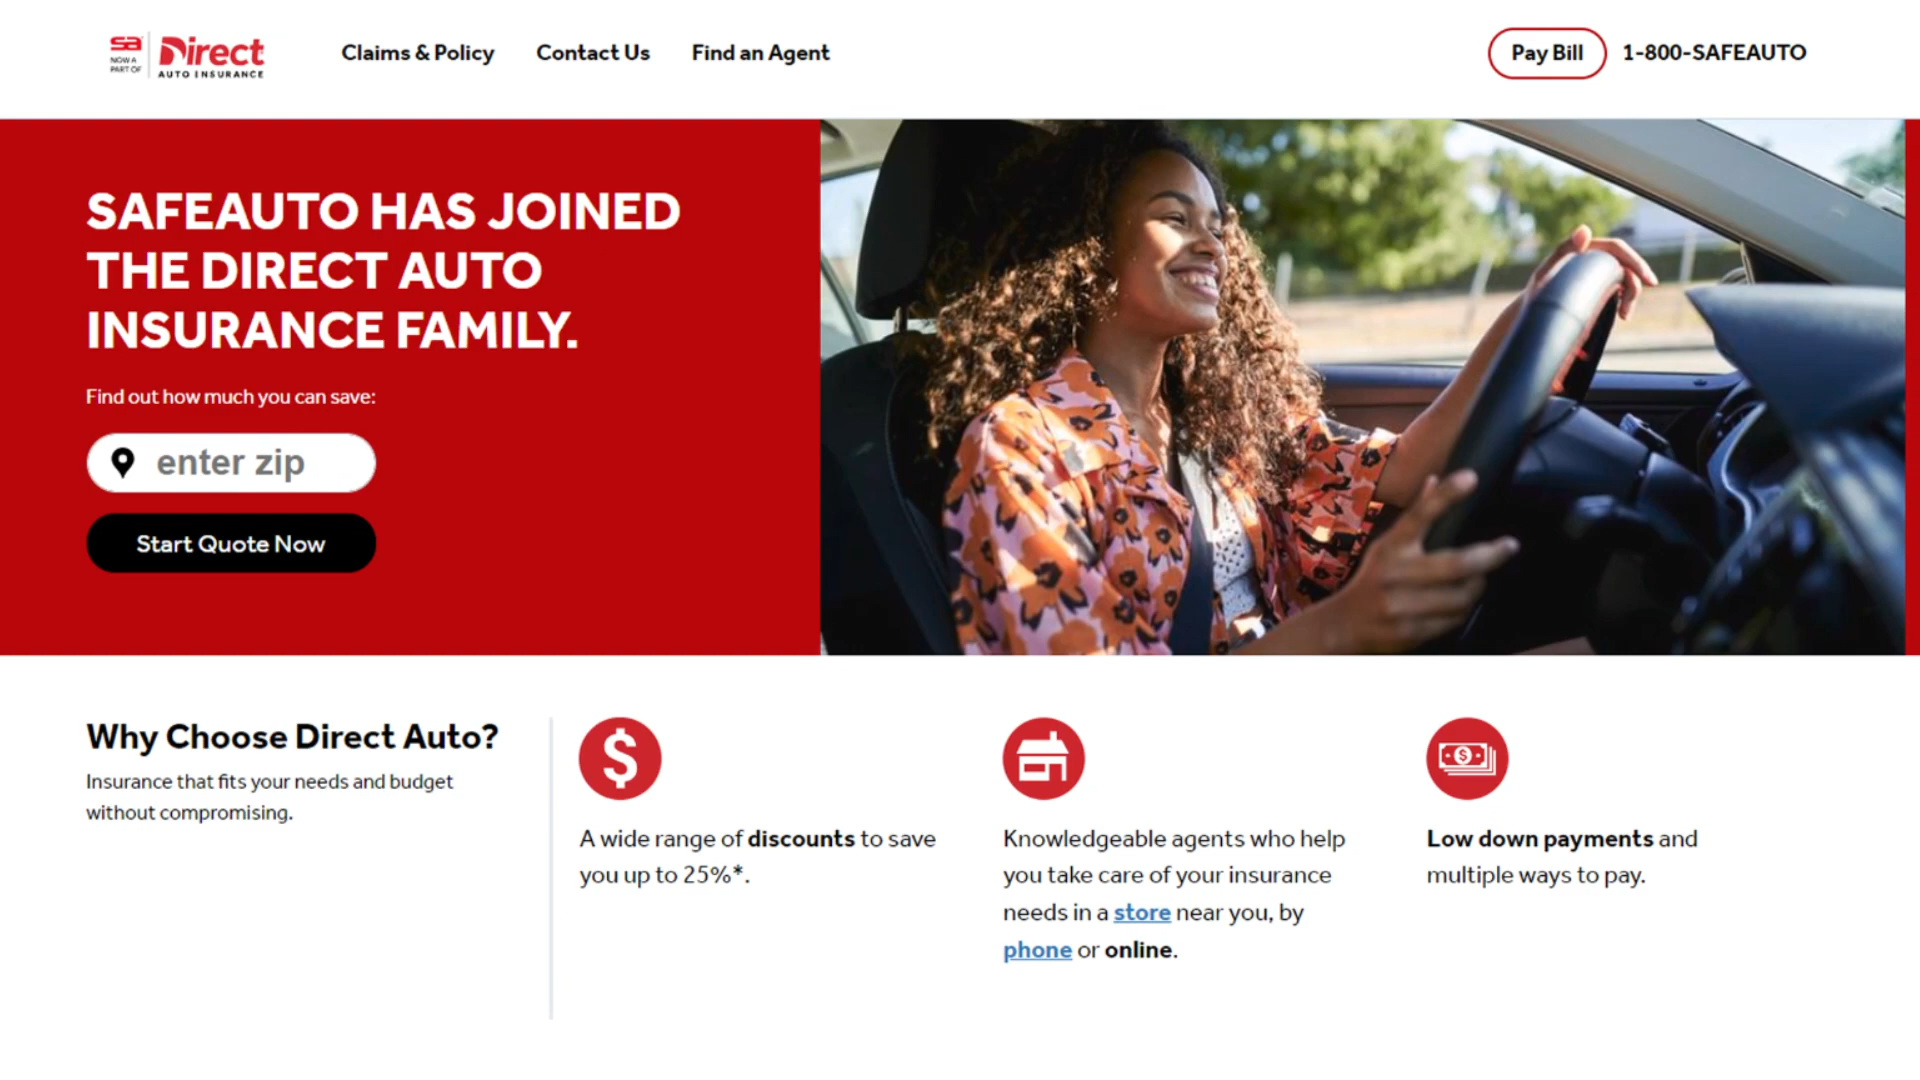 sa
NOW A
PART OF
Direct
AUTO INSURANCE
Claims & Policy
Contact Us
Find an Agent
Pay Bill
1-800-SAFEAUTO
SAFEAUTO HAS JOINED
THE DIRECT AUTO
INSURANCE FAMILY.
Find out how much you can save:
enter zip
Start Quote Now
Why Choose Direct Auto?
Insurance that fits your needs and budget
without compromising.
$
A wide range of discounts to save
you up to 25%*.
Knowledgeable agents who help
you take care of your insurance
needs in a store near you, by
phone or online.
$
Low down payments and
multiple ways to pay.